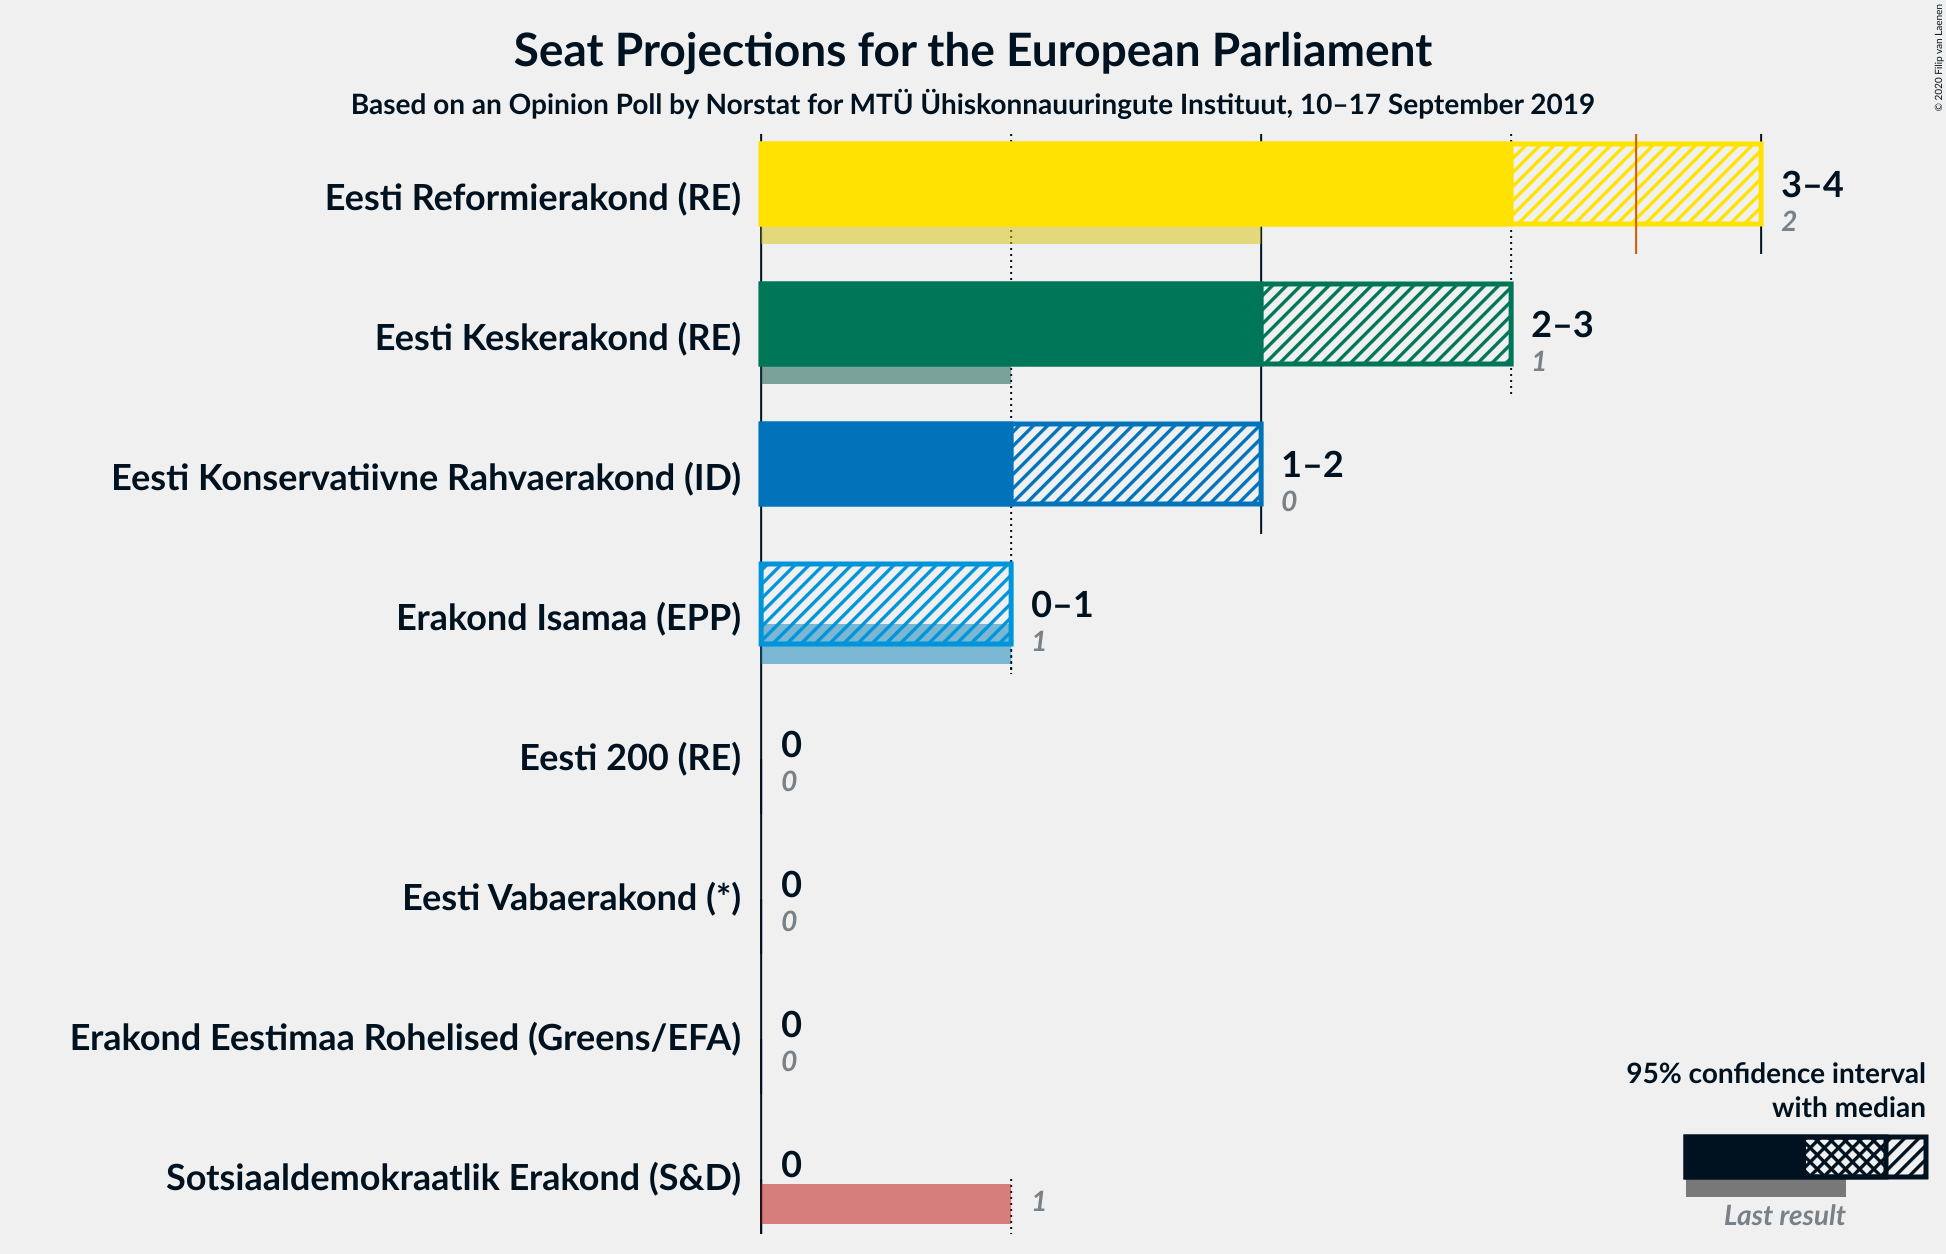 Seat Projections for the European Parliament
Based on an Opinion Poll by Norstat for MTÜ Ühiskonnauuringute Instituut, 10–17 September 2019
© 2020 Filip van Laenen
Eesti Reformierakond (RE)
3–4
2
Eesti Keskerakond (RE)
2–3
1
Eesti Konservatiivne Rahvaerakond (ID)
1–2
0
Erakond Isamaa (EPP)
0–1
1
Eesti 200 (RE)
0
0
Eesti Vabaerakond (*)
0
0
Erakond Eestimaa Rohelised (Greens/EFA)
0
0
Sotsiaaldemokraatlik Erakond (S&D)
0
1
95% confidence interval
with median
Last result